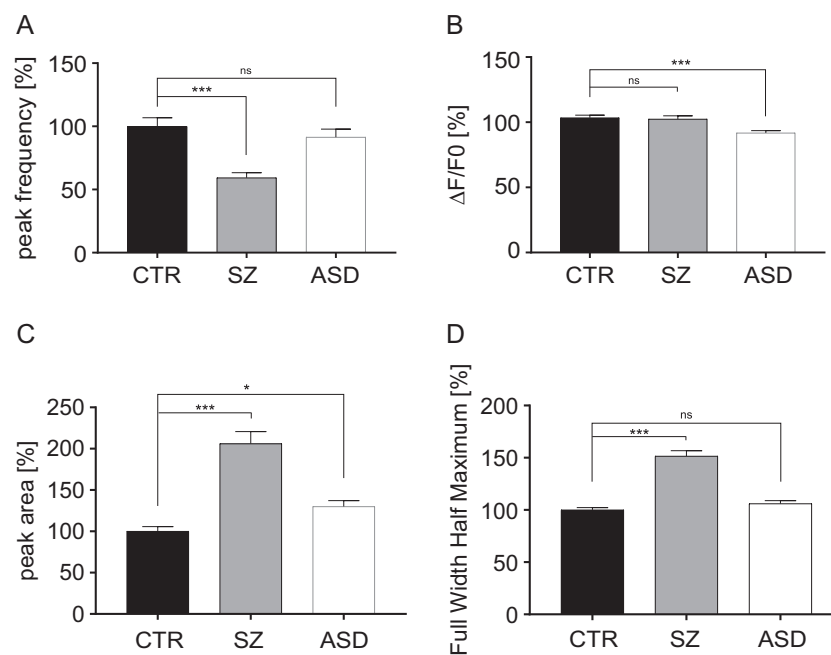 A
peak frequency [%]
150
100
50
0
ns
***
CTR SZ ASD
B
ΔF/F0 [%]
150
100
50
0
***
ns
CTR SZ ASD
C
peak area [%]
250
200
150
100
50
0
*
***
CTR SZ ASD
D
Full Width Half Maximum [%]
200
150
100
50
0
ns
***
CTR SZ ASD